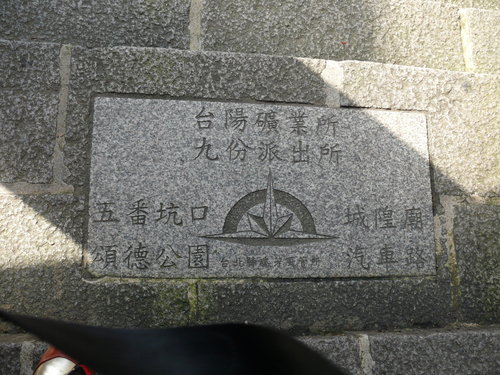 台陽礦業所
九份派出所
五番坑口
頌德公園
城隍廟
汽車路